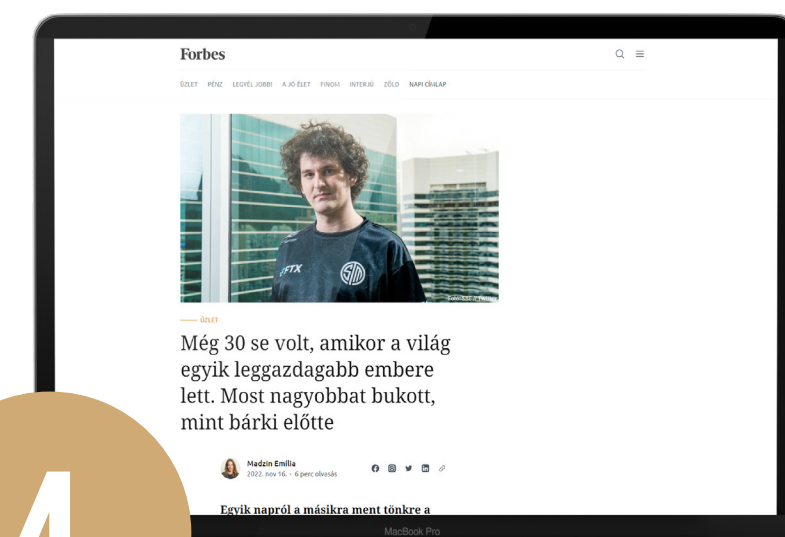 Forbes
ÜZLET PÉNZ LEGYÉL JOBB! A JÓ ÉLET FINOM INTERJÚ ZÖLD NAPI CÍMLAP
FTX
ÜZLET
Még 30 se volt, amikor a világ
egyik leggazdagabb embere
lett. Most nagyobbat bukott,
mint bárki előtte
Madzin Emília
2022. nov 16. · 6 perc olvasás
Egyik napról a másikra ment tönkre a
MacBook Pro
4